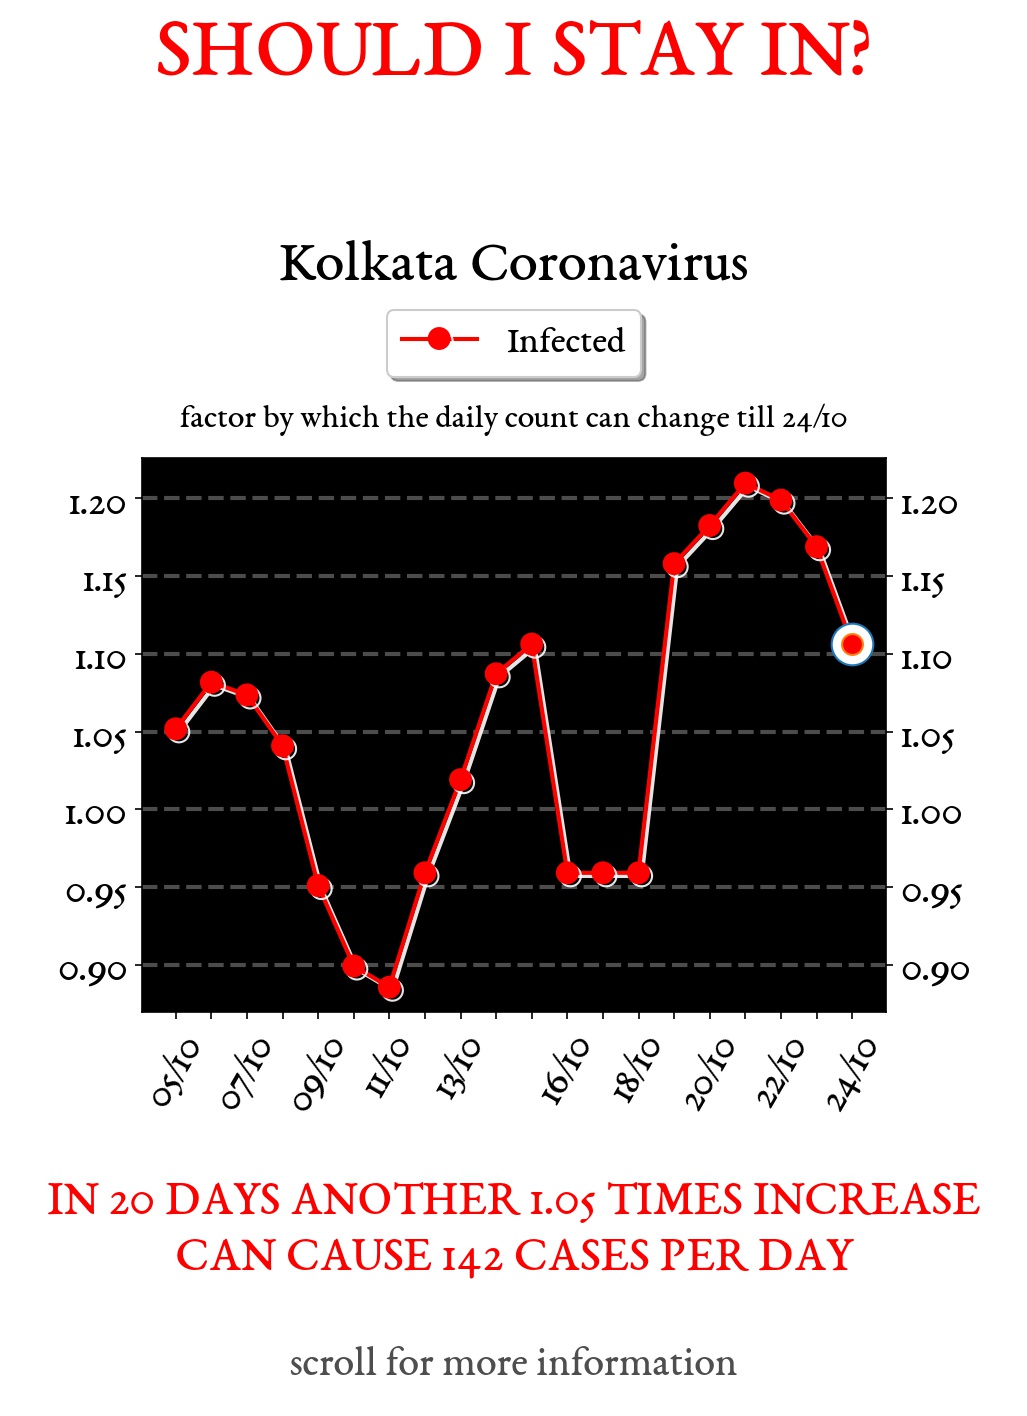 SHOULD I STAY IN?
Kolkata Coronavirus
Infected
factor by which the daily count can change till 24/10
1.20 1.20
1.15 1.15
1.10 1.10
1.05 1.05
1.00 1.00
0.95 0.95
0.90 0.90
05/10 07/10 09/10 11/10 13/10 16/10 18/10 20/10 22/10 24/10
IN 20 DAYS ANOTHER 1.05 TIMES INCREASE
CAN CAUSE 142 CASES PER DAY
scroll for more information